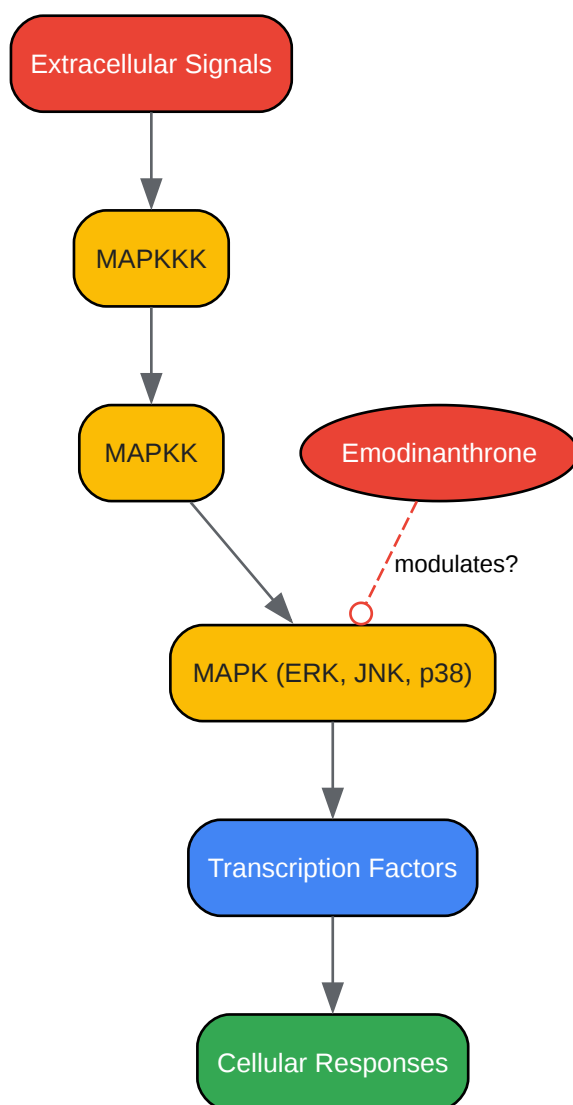 Extracellular Signals
MAPKKK
MAPKK
Emodinanthrone
modulates?
MAPK (ERK, JNK, p38)
Transcription Factors
Cellular Responses